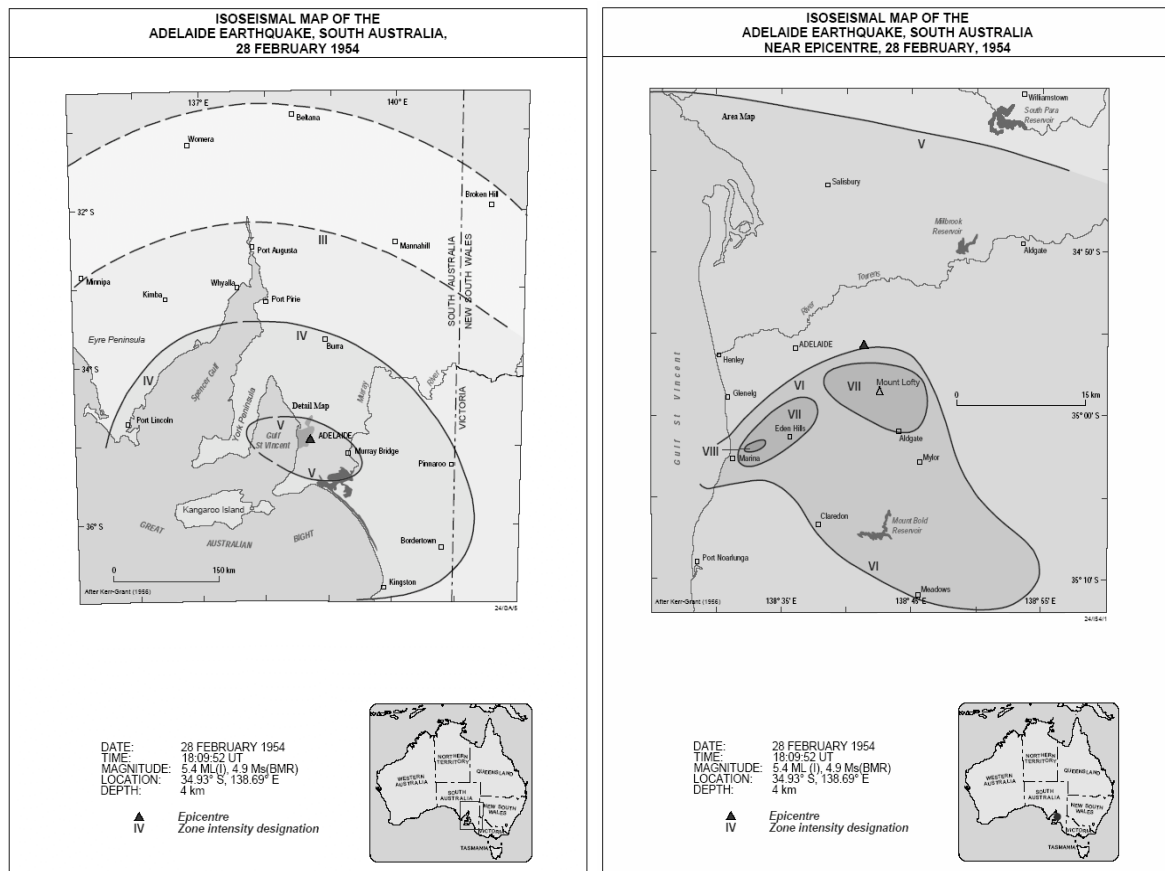 ISOSEISMAL MAP OF THE
ADELAIDE EARTHQUAKE, SOUTH AUSTRALIA,
28 FEBRUARY 1954
137° E
140° E
Beltana
Womera
Broken Hill
32° S
III
Port Augusta
Mannahill
SOUTH AUSTRALIA
NEW SOUTH WALES
Minnipa
Whyalla
Kimba
Port Pirie
IV
Burra
Eyre Peninsula
34° S
IV
Spencer Gulf
York Peninsula
Muray
River
VICTORIA
Port Lincoln
Detail Map
V
Gulf
St Vincent
ADELAIDE
Murray Bridge
V
Pinnaroo
Kangaroo Island
36° S
GREAT
AUSTRALIAN
BIGHT
Bordertown
0
150 km
Kingston
After Kerr-Grant (1956)
24/0A/6
DATE: 28 FEBRUARY 1954
TIME: 18:09:52 UT
MAGNITUDE: 5.4 ML(I), 4.9 Ms(BMR)
LOCATION: 34.93° S, 138.69° E
DEPTH: 4 km
Epicentre
IV Zone intensity designation
WESTERN
AUSTRALIA
NORTHERN
TERRITORY
QUEENSLAND
SOUTH
AUSTRALIA
NEW SOUTH
WALES
VICTORIA
TASMANIA
ISOSEISMAL MAP OF THE
ADELAIDE EARTHQUAKE, SOUTH AUSTRALIA
NEAR EPICENTRE, 28 FEBRUARY, 1954
Williamstown
South Para
Reservoir
Area Map
V
Salisbury
Millbrook
Reservoir
Aldgate
34° 50' S
Torrens
River
ADELAIDE
Henley
VI
VII
Mount Lofty
Glenelg
0
15 km
Gulf St Vincent
VII
Eden Hills
35° 00' S
Aldgate
VIII
Marina
Mylor
Claredon
Mount Bold
Reservoir
Port Noarlunga
VI
35° 10' S
Meadows
After Kerr-Grant (1956)
138° 35' E
138° 45' E
138° 55' E
24/I54/1
DATE: 28 FEBRUARY 1954
TIME: 18:09:52 UT
MAGNITUDE: 5.4 ML(I), 4.9 Ms(BMR)
LOCATION: 34.93° S, 138.69° E
DEPTH: 4 km
Epicentre
IV Zone intensity designation
WESTERN
AUSTRALIA
NORTHERN
TERRITORY
QUEENSLAND
SOUTH
AUSTRALIA
NEW SOUTH
WALES
VICTORIA
TASMANIA